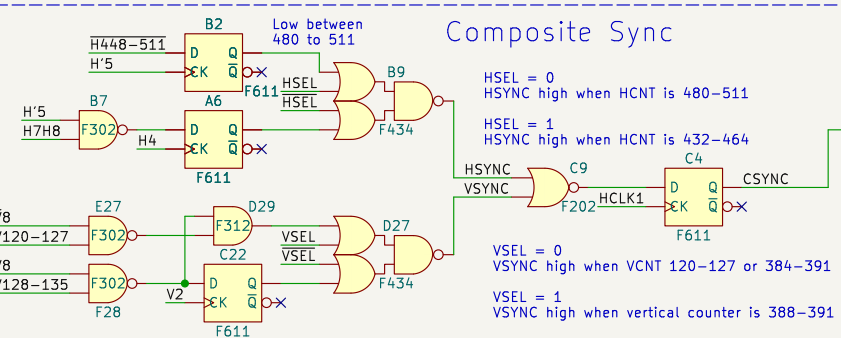 Composite Sync
B2
Low between
480 to 511
H448-511
H'5
D
Q
CK
Q
F611
B7
H'5
H7H8
F302
A6
H4
D
Q
CK
Q
F611
HSEL
HSEL
B9
F434
HSEL = 0
HSYNC high when HCNT is 480-511
HSEL = 1
HSYNC high when HCNT is 432-464
HSYNC
VSYNC
C9
F202
HCLK1
C4
D
Q
CK
Q
F611
CSYNC
E27
V8
V120-127
F302
D29
F312
V8
V128-135
F302
F28
V2
C22
D
Q
CK
Q
F611
VSEL
VSEL
D27
F434
VSEL = 0
VSYNC high when VCNT 120-127 or 384-391
VSEL = 1
VSYNC high when vertical counter is 388-391